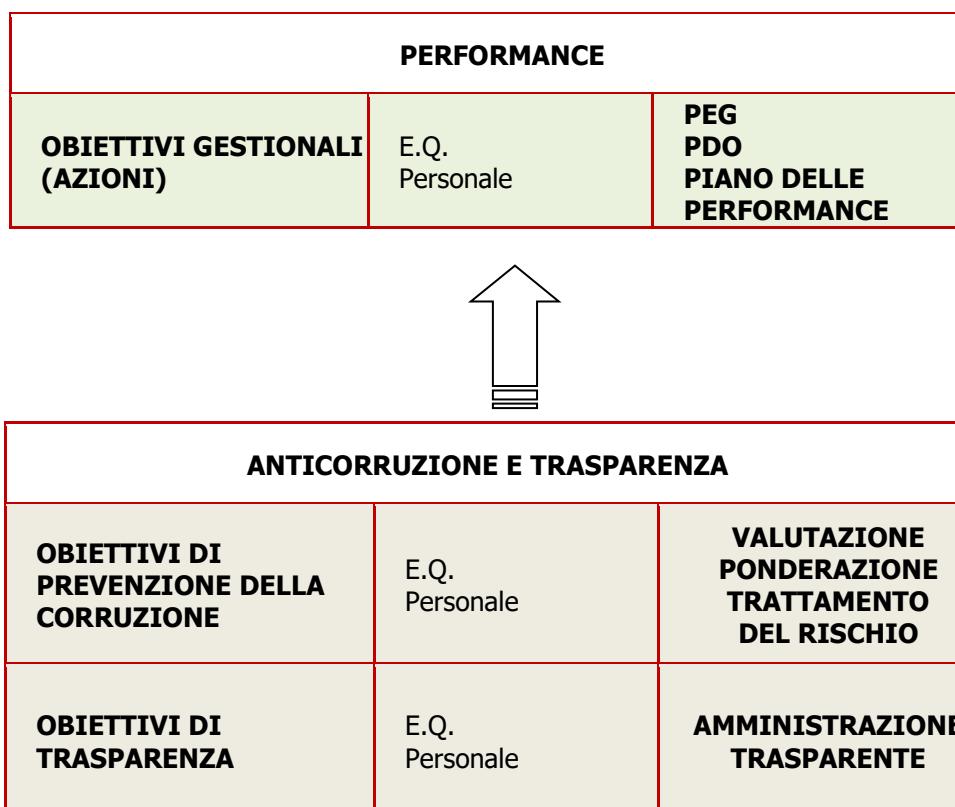 PERFORMANCE
OBIETTIVI GESTIONALI
(AZIONI)
E.Q.
Personale
PEG
PDO
PIANO DELLE
PERFORMANCE
ANTICORRUZIONE E TRASPARENZA
OBIETTIVI DI
PREVENZIONE DELLA
CORRUZIONE
E.Q.
Personale
VALUTAZIONE
PONDERAZIONE
TRATTAMENTO
DEL RISCHIO
OBIETTIVI DI
TRASPARENZA
E.Q.
Personale
AMMINISTRAZIONE
TRASPARENTE